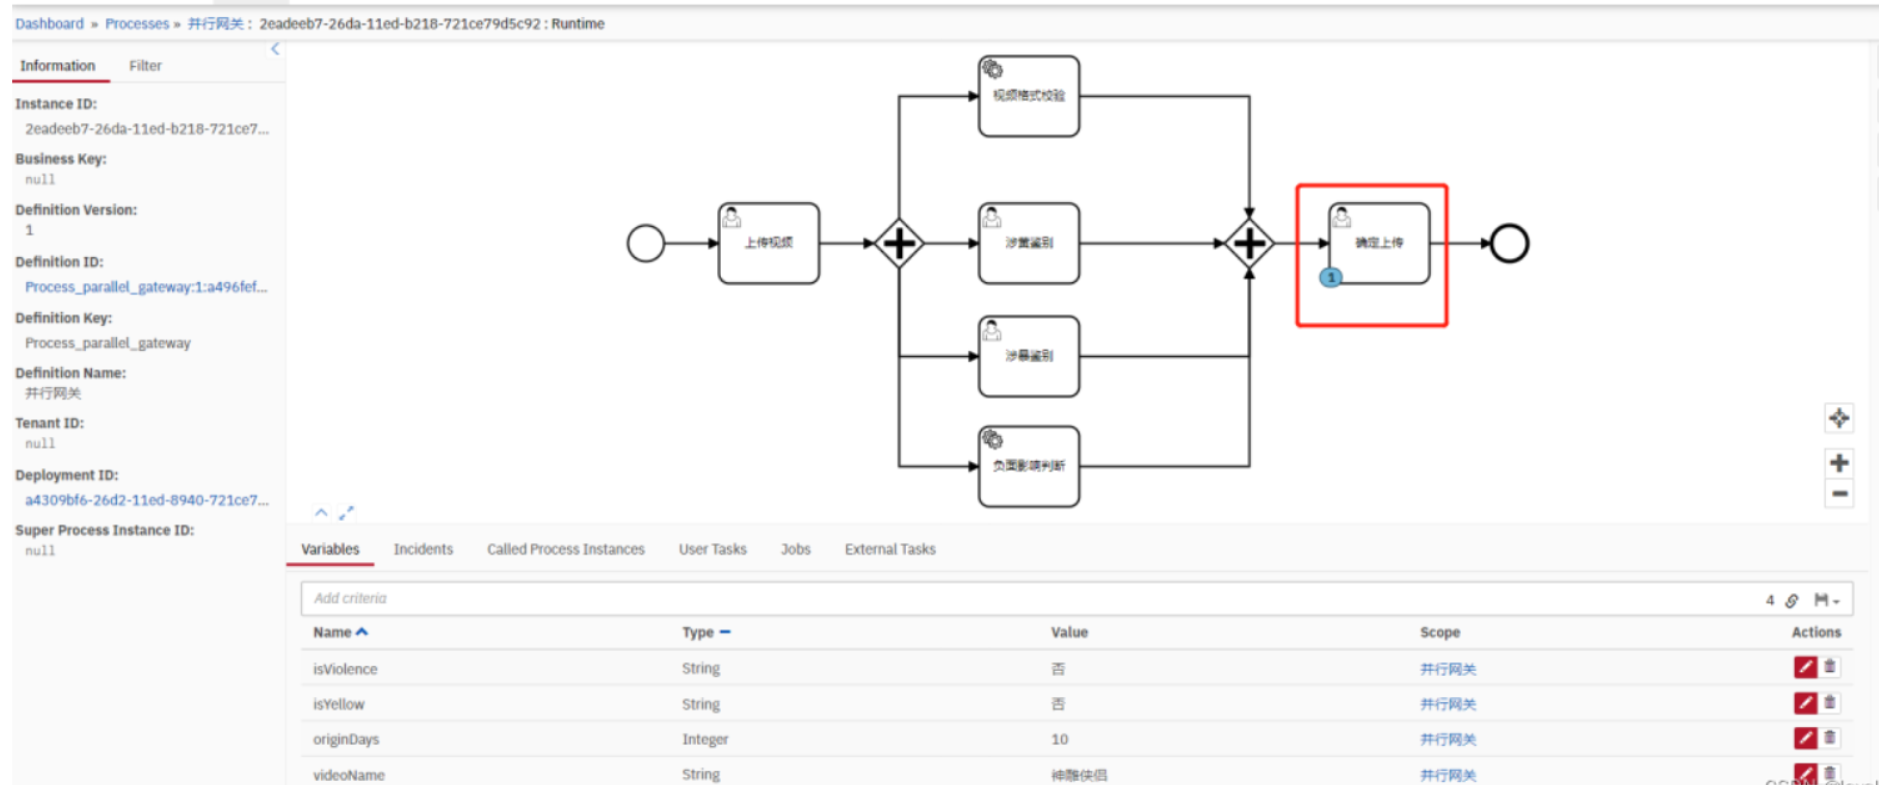 Dashboard » Processes » 并行网关 : 2eadeeb7-26da-11ed-b218-721ce79d5c92 : Runtime
Information Filter
Instance ID:
2eadeeb7-26da-11ed-b218-721ce7...
Business Key:
null
Definition Version:
1
Definition ID:
Process_parallel_gateway:1:a496fef...
Definition Key:
Process_parallel_gateway
Definition Name:
并行网关
Tenant ID:
null
Deployment ID:
a4309bf6-26d2-11ed-8940-721ce7...
Super Process Instance ID:
null
视频格式校验
上传视频
涉黄鉴别
确定上传
1
涉暴鉴别
负面影响判断
Variables Incidents Called Process Instances User Tasks Jobs External Tasks
Add criteria 4
Name Type Value Scope Actions
isViolence String 否 并行网关
isYellow String 否 并行网关
originDays Integer 10 并行网关
videoName String 神雕侠侣 并行网关